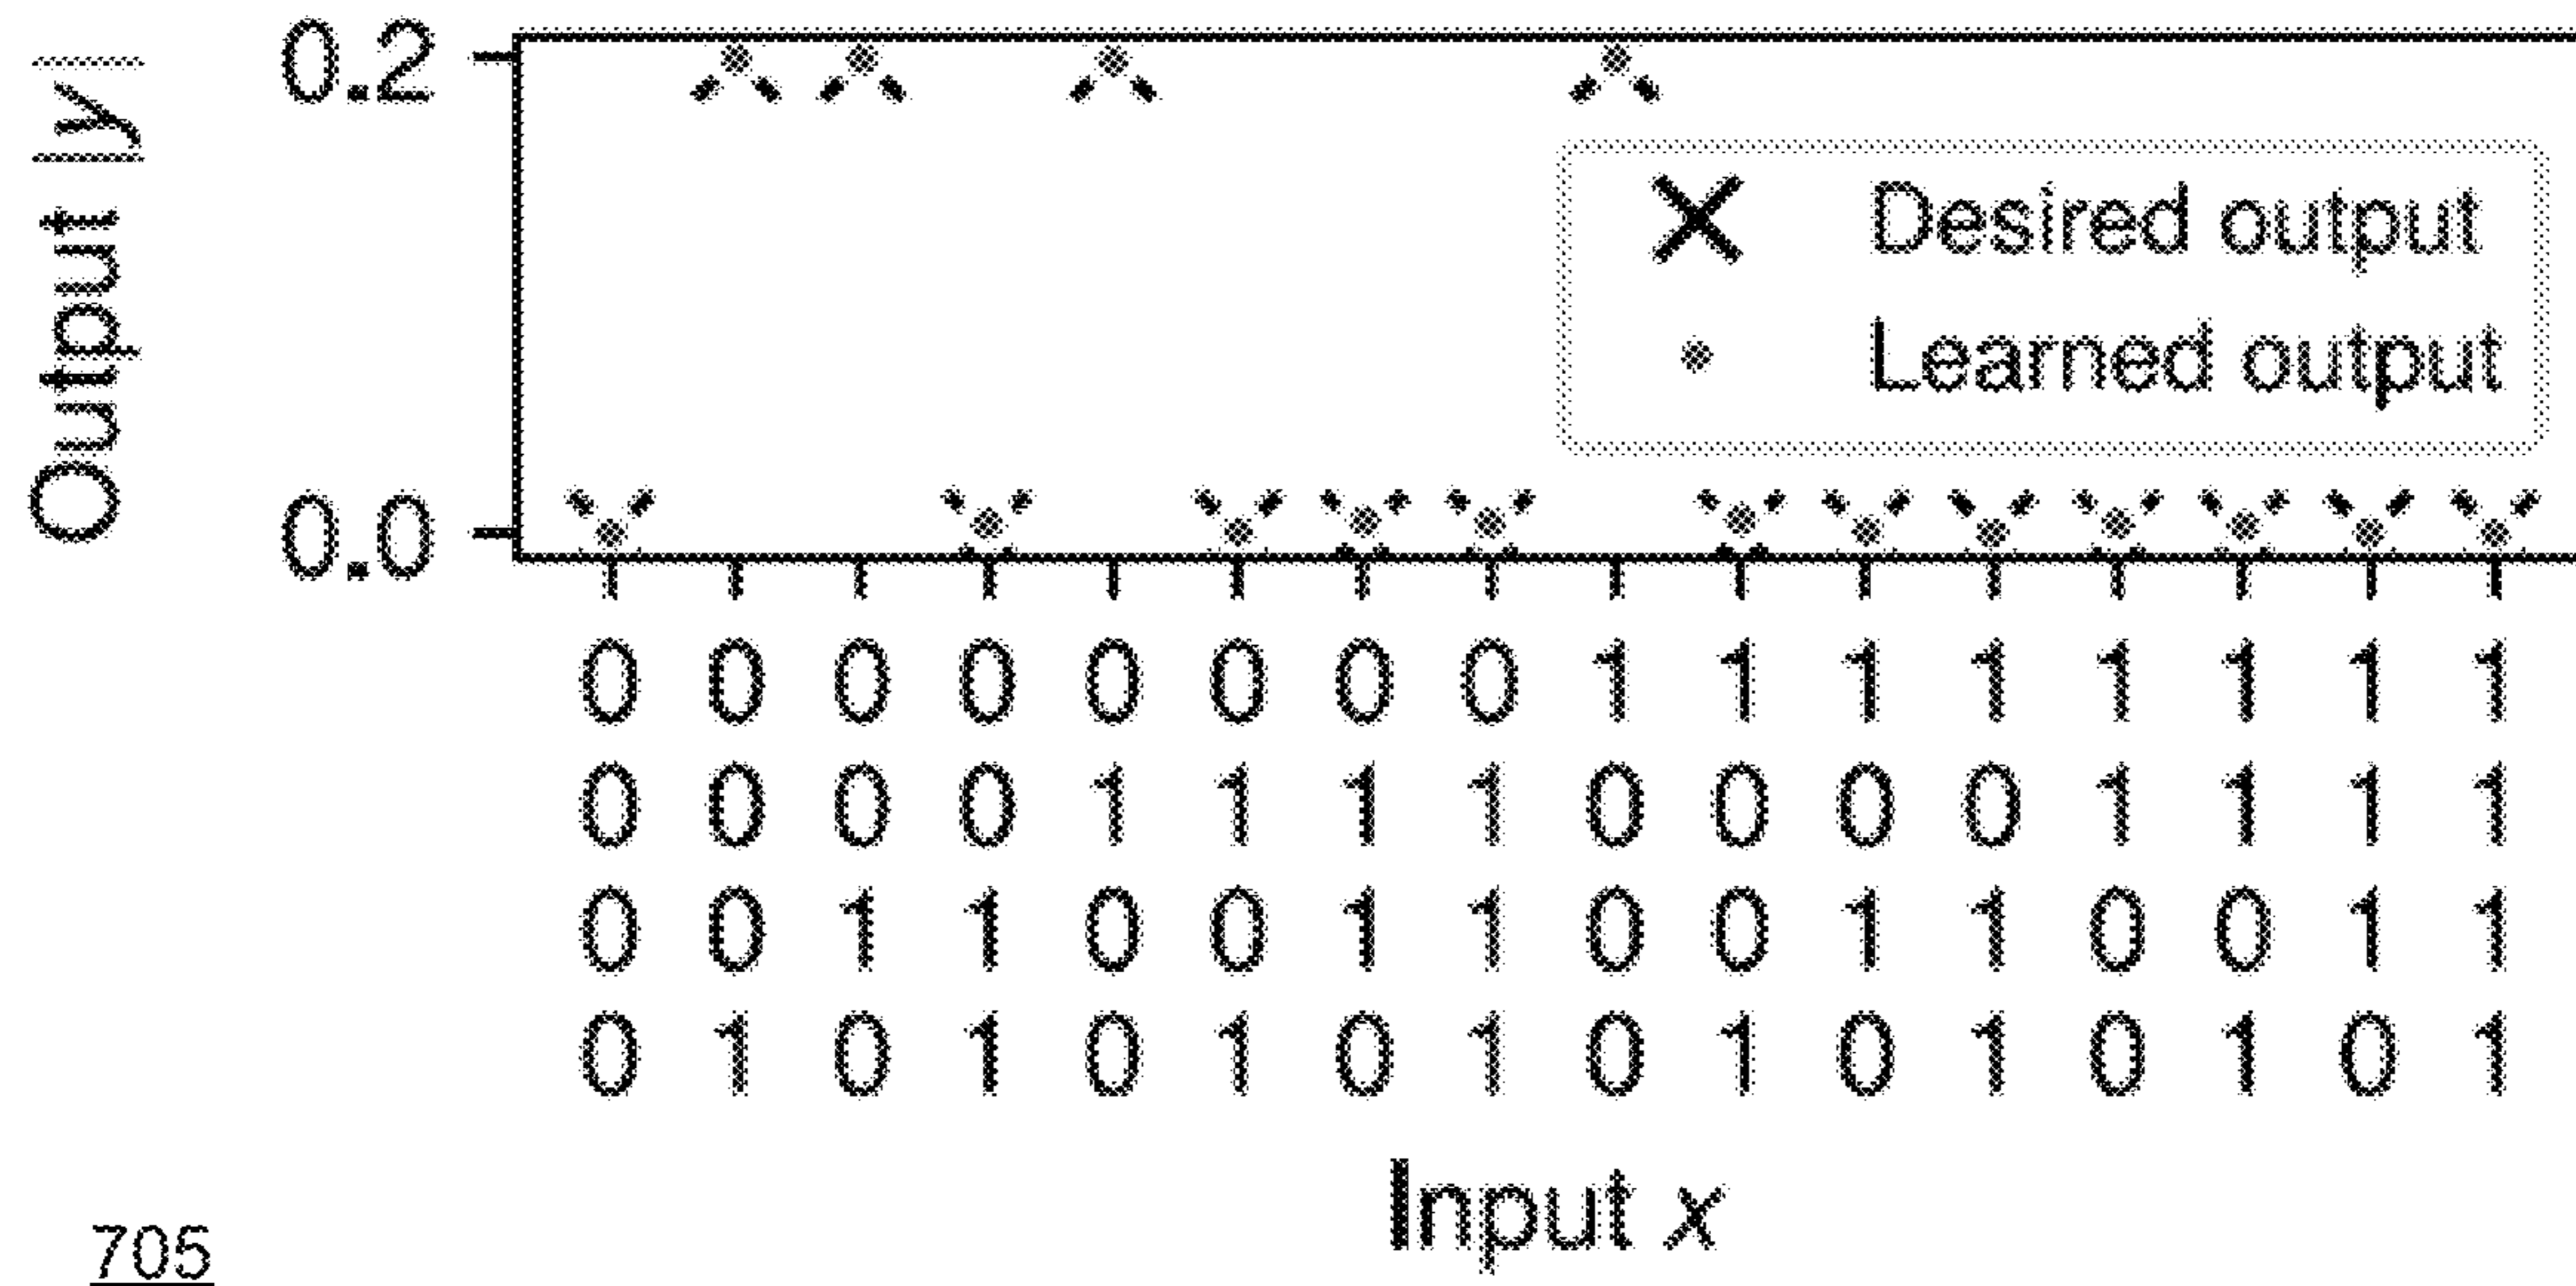 Output |y|
0.2
Desired output
Learned output
0.0
0 0 0 0 0 0 0 0 1 1 1 1 1 1 1 1
0 0 0 0 1 1 1 1 0 0 0 0 1 1 1 1
0 0 1 1 0 0 1 1 0 0 1 1 0 0 1 1
0 1 0 1 0 1 0 1 0 1 0 1 0 1 0 1
Input x
705